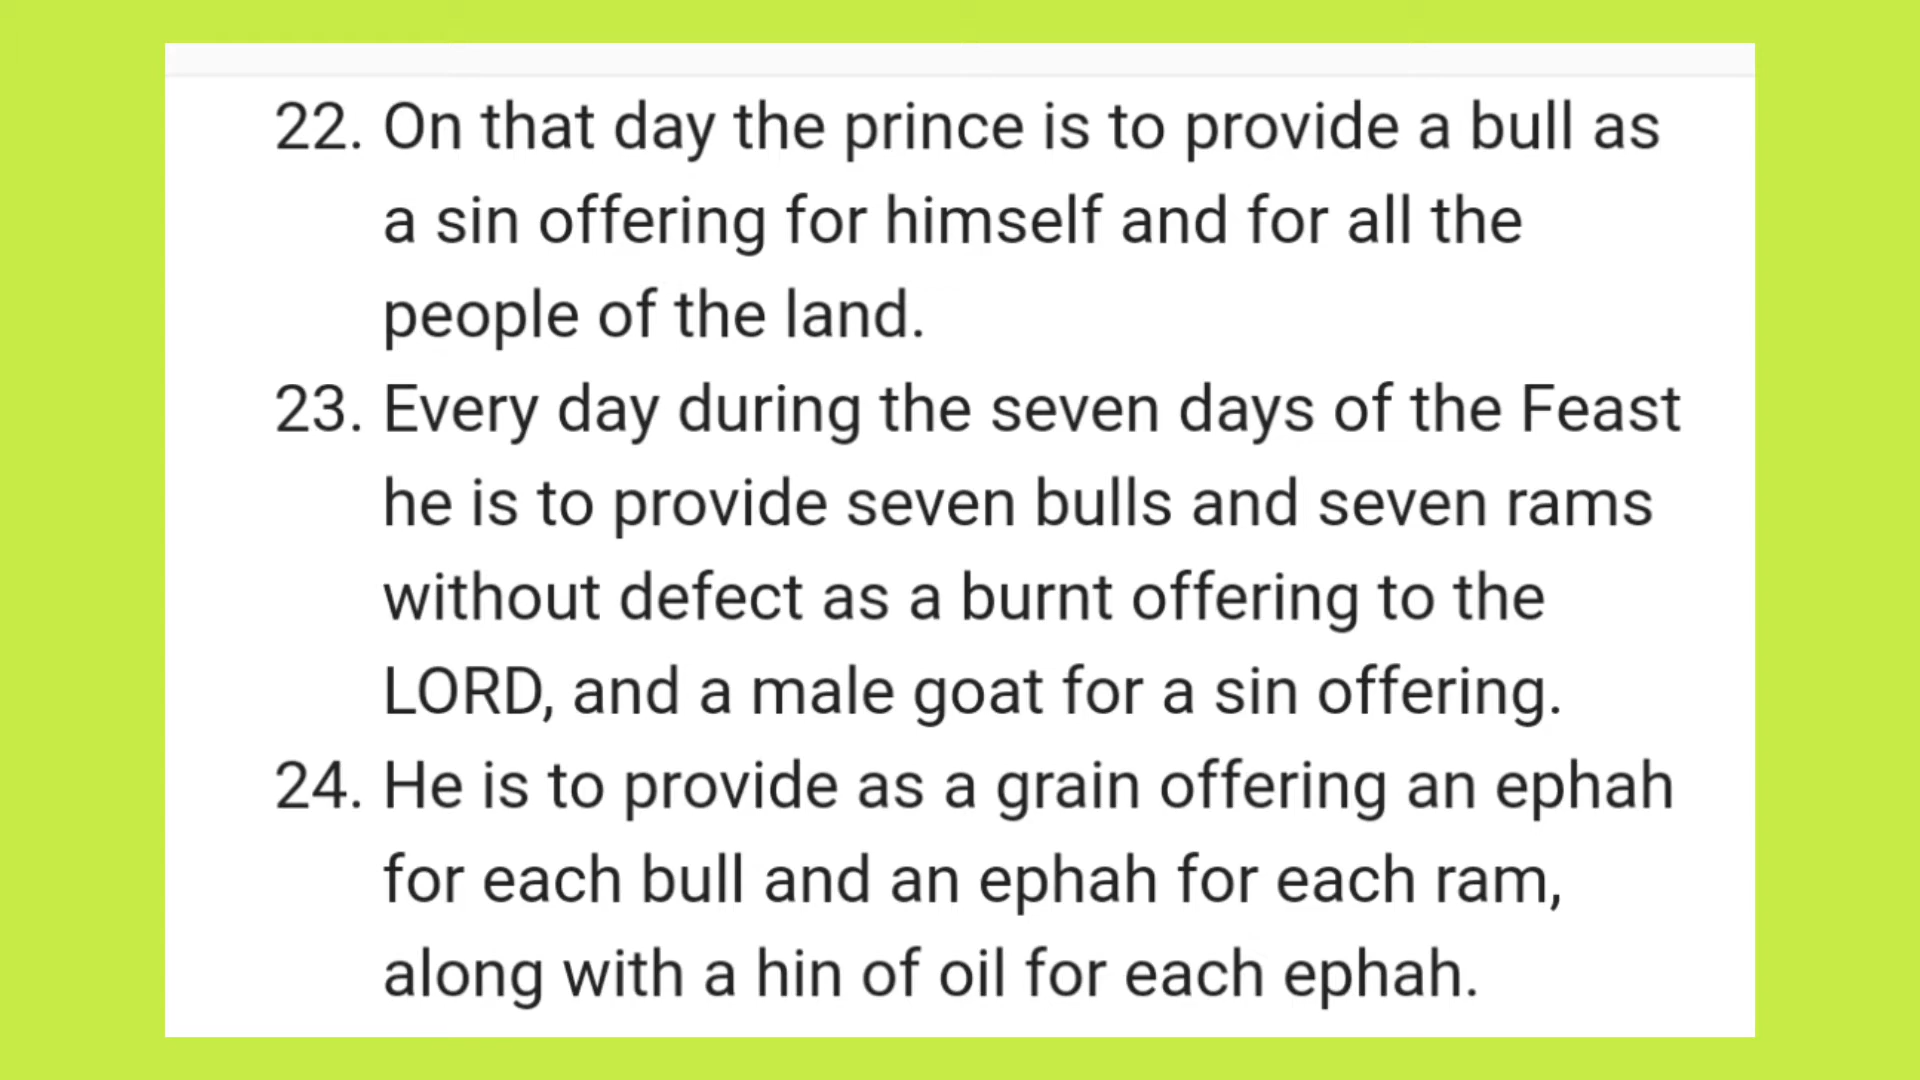 22. On that day the prince is to provide a bull as
a sin offering for himself and for all the
people of the land.
23. Every day during the seven days of the Feast
he is to provide seven bulls and seven rams
without defect as a burnt offering to the
LORD, and a male goat for a sin offering.
24. He is to provide as a grain offering an ephah
for each bull and an ephah for each ram,
along with a hin of oil for each ephah.